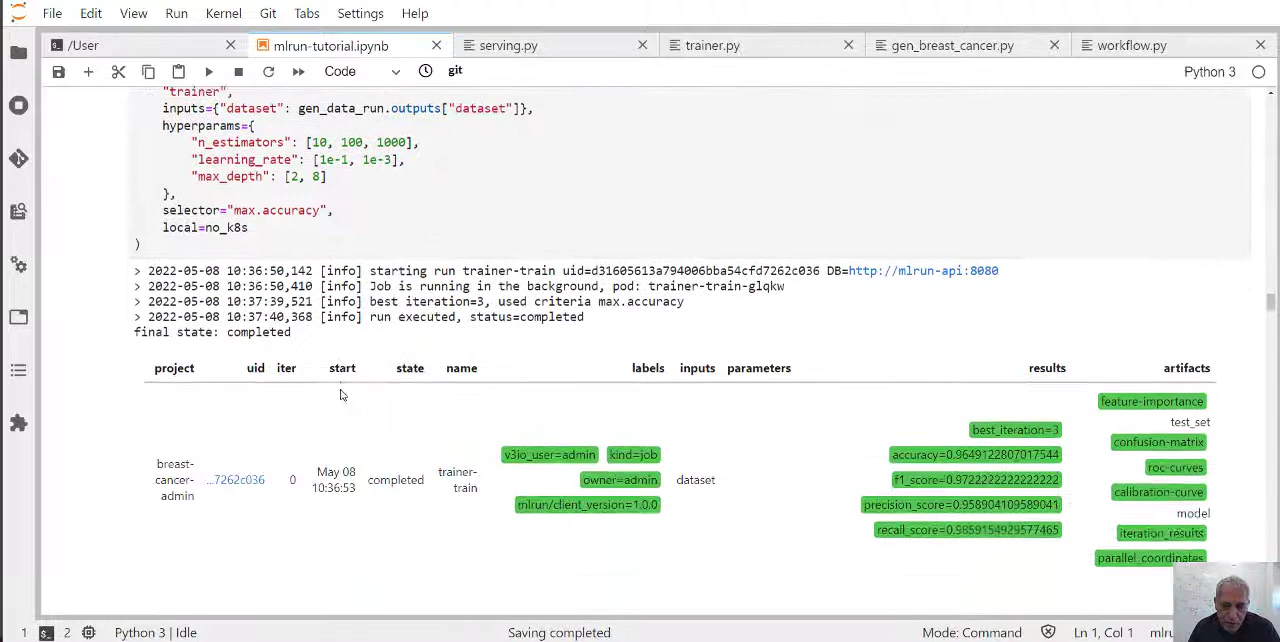 File Edit View Run Kernel Git Tabs Settings Help
/User
mlrun-tutorial.ipynb
serving.py
trainer.py
gen_breast_cancer.py
workflow.py
Code
git
Python 3
"trainer",
inputs={"dataset": gen_data_run.outputs["dataset"]},
hyperparams={
"n_estimators": [10, 100, 1000],
"learning_rate": [1e-1, 1e-3],
"max_depth": [2, 8]
},
selector="max.accuracy",
local=no_k8s
)
> 2022-05-08 10:36:50,142 [info] starting run trainer-train uid=d31605613a794006bba54cfd7262c036 DB=http://mlrun-api:8080
> 2022-05-08 10:36:50,410 [info] Job is running in the background, pod: trainer-train-glqkw
> 2022-05-08 10:37:39,521 [info] best iteration=3, used criteria max.accuracy
> 2022-05-08 10:37:40,368 [info] run executed, status=completed
final state: completed
project uid iter start state name labels inputs parameters results artifacts
breast-
cancer-
admin
...7262c036
0
May 08
10:36:53
completed
trainer-
train
v3io_user=admin
kind=job
owner=admin
mlrun/client_version=1.0.0
dataset
best_iteration=3
accuracy=0.9649122807017544
f1_score=0.9722222222222222
precision_score=0.958904109589041
recall_score=0.9859154929577465
feature-importance
test_set
confusion-matrix
roc-curves
calibration-curve
model
iteration_results
parallel_coordinates
1
2
Python 3 | Idle
Saving completed
Mode: Command
Ln 1, Col 1